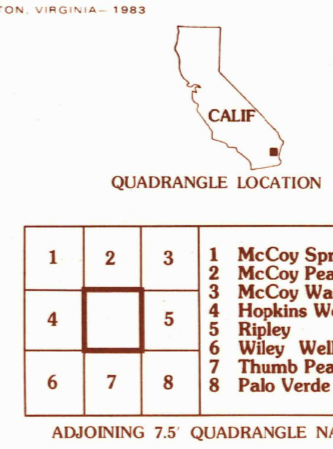 TON, VIRGINIA—1983
CALIF
QUADRANGLE LOCATION
1 2 3
4 5
6 7 8
1 McCoy Spr
2 McCoy Pea
3 McCoy Wa
4 Hopkins We
5 Ripley
6 Wiley Well
7 Thumb Pea
8 Palo Verde
ADJOINING 7.5' QUADRANGLE NA